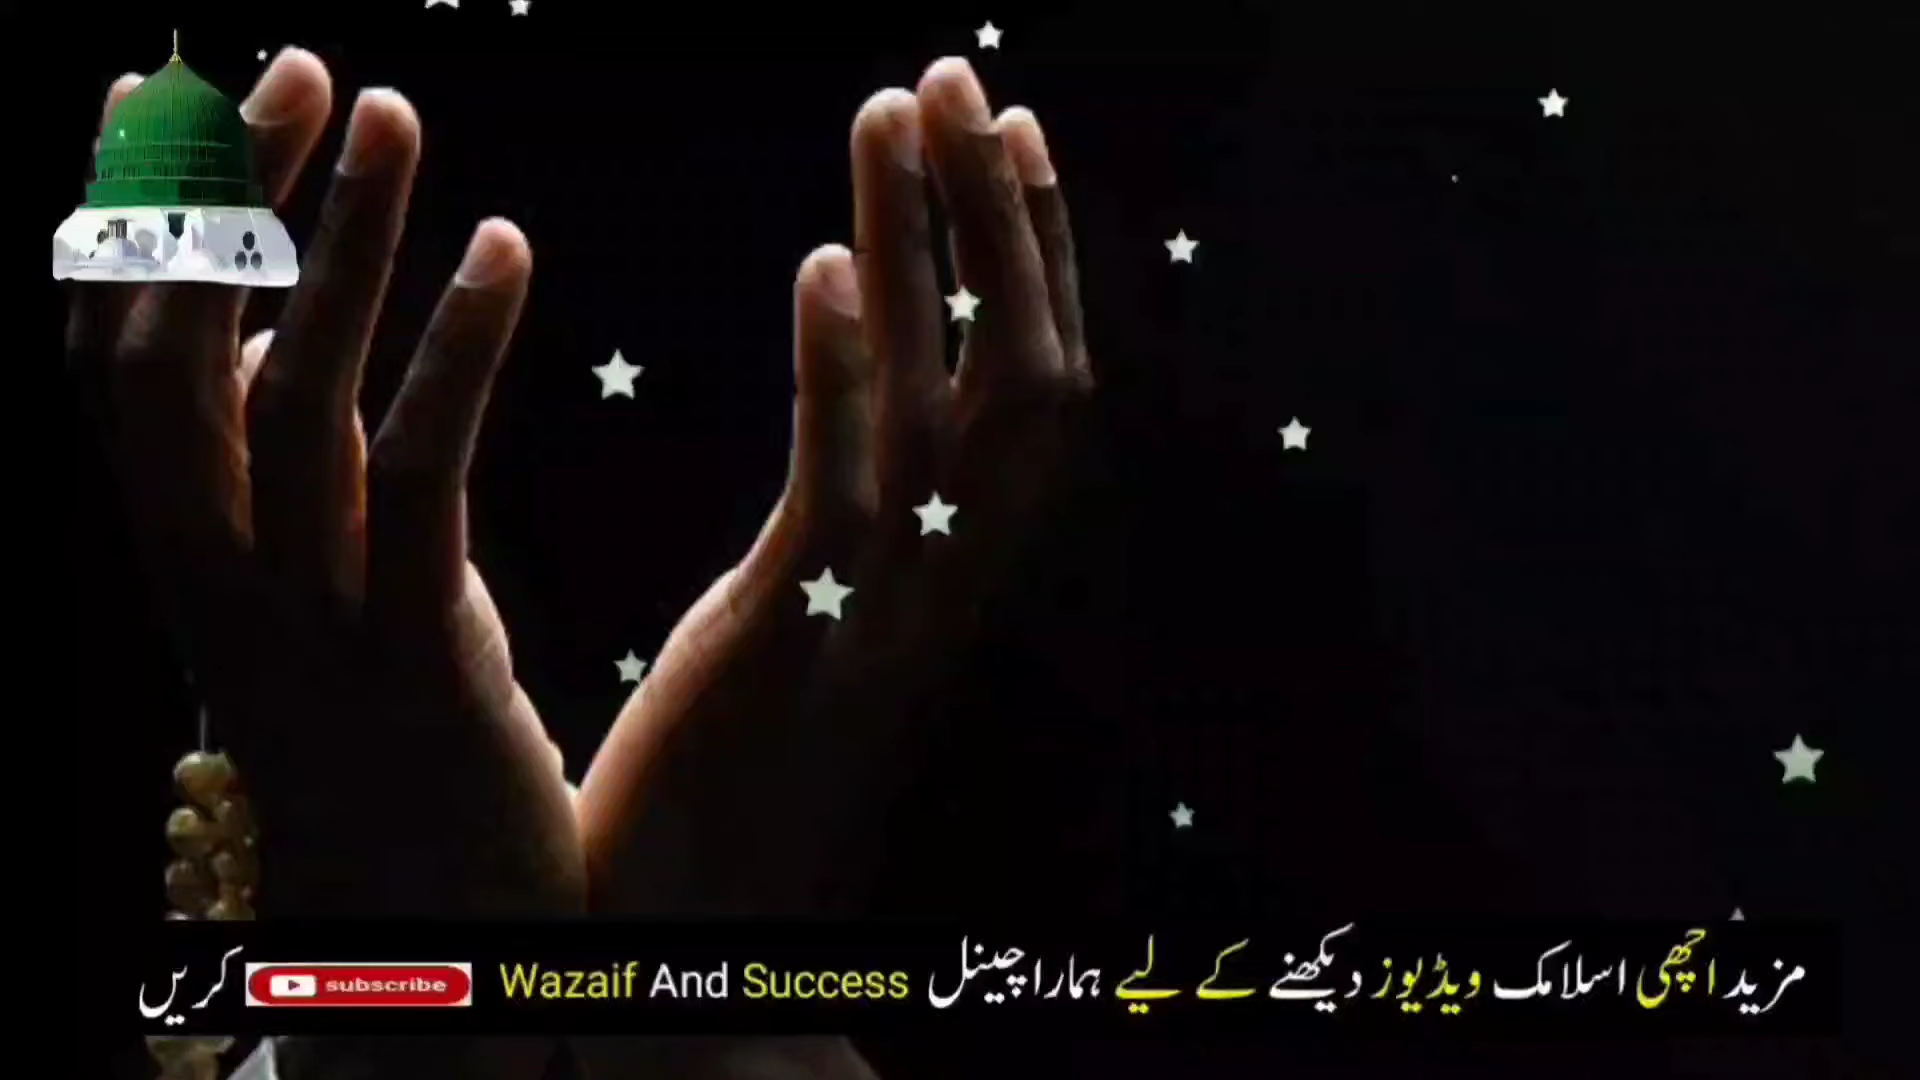 مزید اچھی اسلامک ویڈیوز دیکھنے کے لیے ہمارا چینل Wazaif And Success subscribe کریں